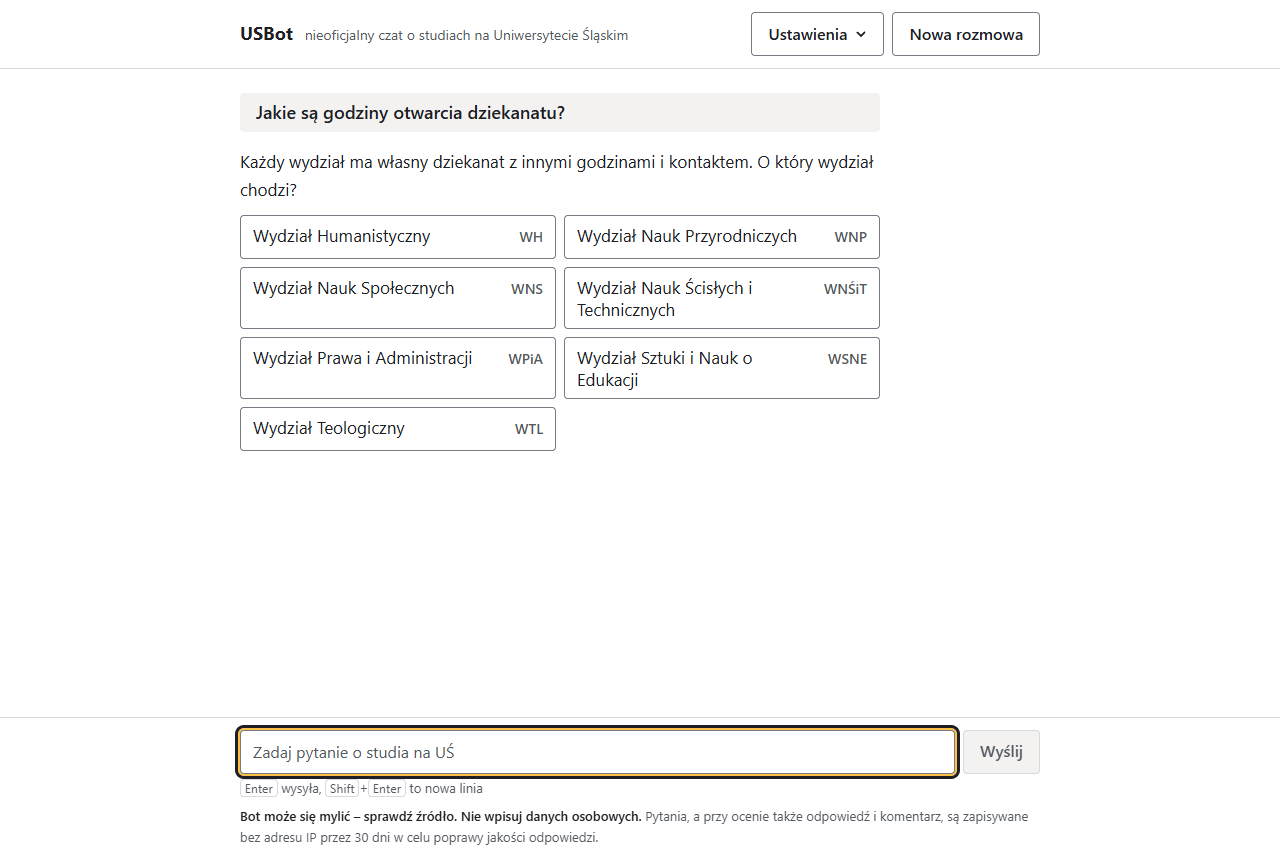 USBot nieoficjalny czat o studiach na Uniwersytecie Śląskim
Ustawienia
Nowa rozmowa
Jakie są godziny otwarcia dziekanatu?
Każdy wydział ma własny dziekanat z innymi godzinami i kontaktem. O który wydział
chodzi?
Wydział Humanistyczny WH
Wydział Nauk Przyrodniczych WNP
Wydział Nauk Społecznych WNS
Wydział Nauk Ścisłych i WNŚiT
Technicznych
Wydział Prawa i Administracji WPiA
Wydział Sztuki i Nauk o WSNE
Edukacji
Wydział Teologiczny WTL
Zadaj pytanie o studia na UŚ
Wyślij
Enter wysyła, Shift + Enter to nowa linia
Bot może się mylić – sprawdź źródło. Nie wpisuj danych osobowych. Pytania, a przy ocenie także odpowiedź i komentarz, są zapisywane
bez adresu IP przez 30 dni w celu poprawy jakości odpowiedzi.